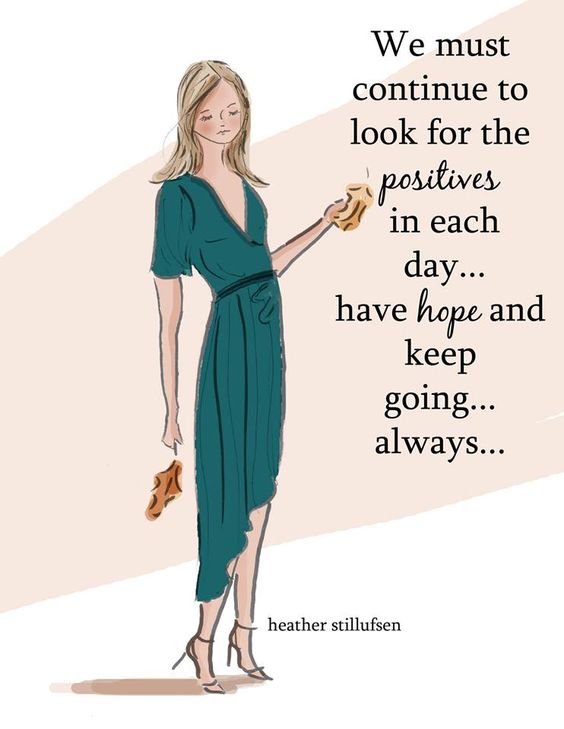 We must
continue to
look for the
positives
in each
day...
have hope and
keep
going...
always...
heather stillufsen